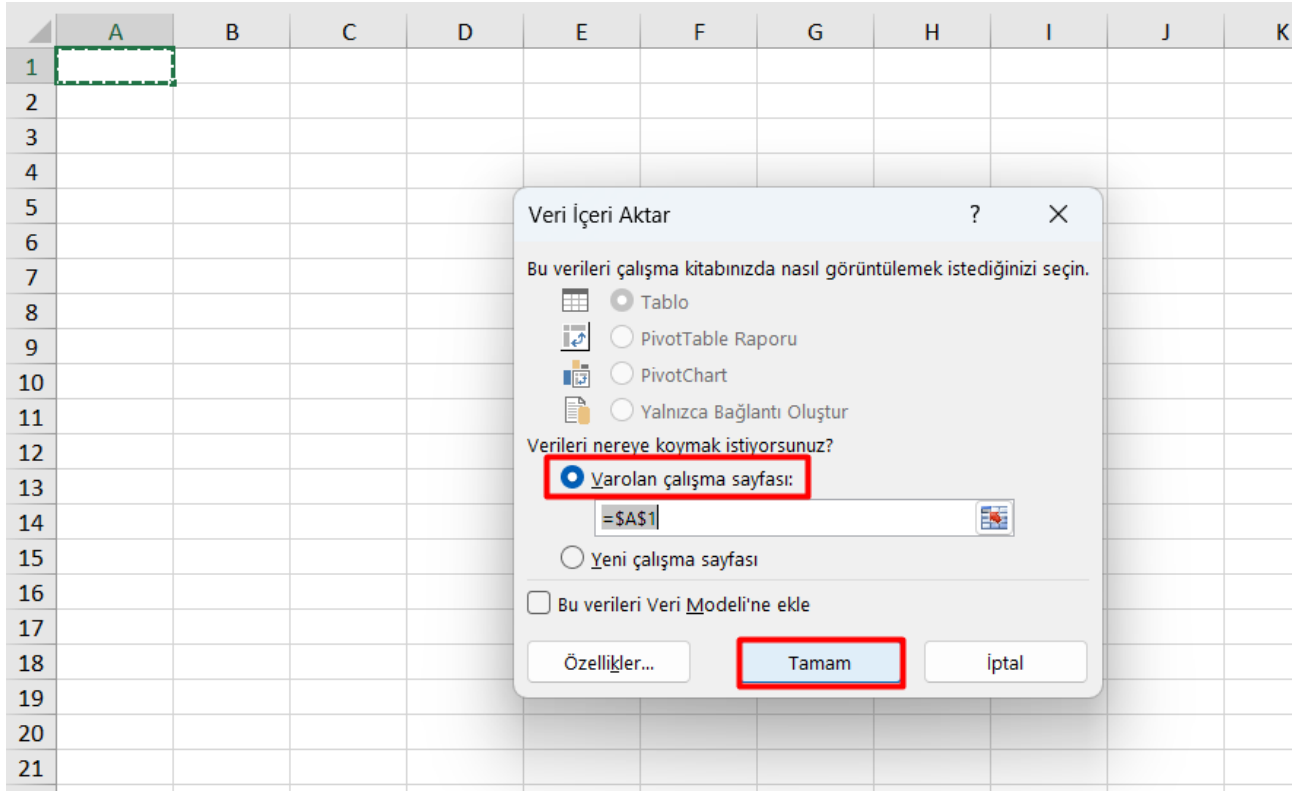 A B C D E F G H I J K
1
2
3
4
5
Veri İçeri Aktar ? ✕
6
7
Bu verileri çalışma kitabınızda nasıl görüntülemek istediğinizi seçin.
8
Tablo
9
PivotTable Raporu
10
PivotChart
11
Yalnızca Bağlantı Oluştur
12
Verileri nereye koymak istiyorsunuz?
13
Varolan çalışma sayfası:
14
=$A$1
15
Yeni çalışma sayfası
16
Bu verileri Veri Modeli'ne ekle
17
18
Özellikler... Tamam İptal
19
20
21